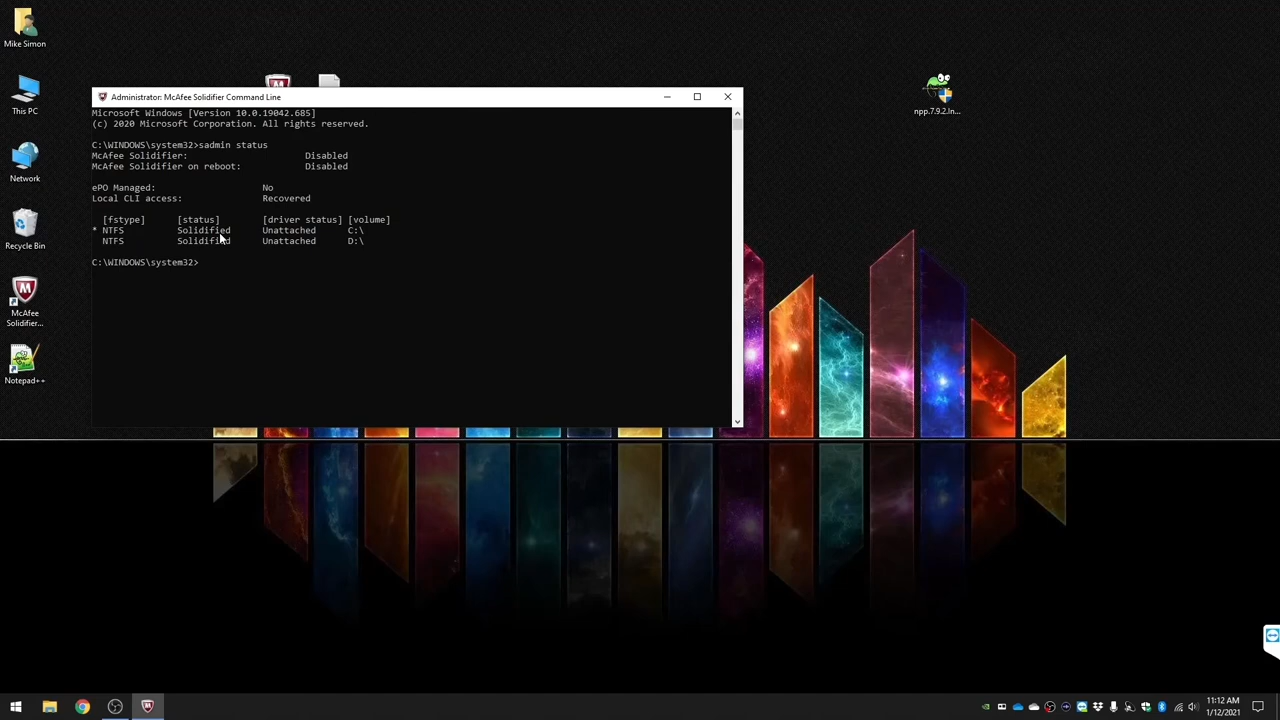 Mike Simon
This PC
Network
Recycle Bin
McAfee
Solidifier...
Notepad++
npp.7.9.2.In...
Administrator: McAfee Solidifier Command Line
Microsoft Windows [Version 10.0.19042.685]
(c) 2020 Microsoft Corporation. All rights reserved.
C:\WINDOWS\system32>sadmin status
McAfee Solidifier: Disabled
McAfee Solidifier on reboot: Disabled
ePO Managed: No
Local CLI access: Recovered
[fstype] [status] [driver status] [volume]
* NTFS Solidified Unattached C:\
NTFS Solidified Unattached D:\
C:\WINDOWS\system32>
11:12 AM
1/12/2021